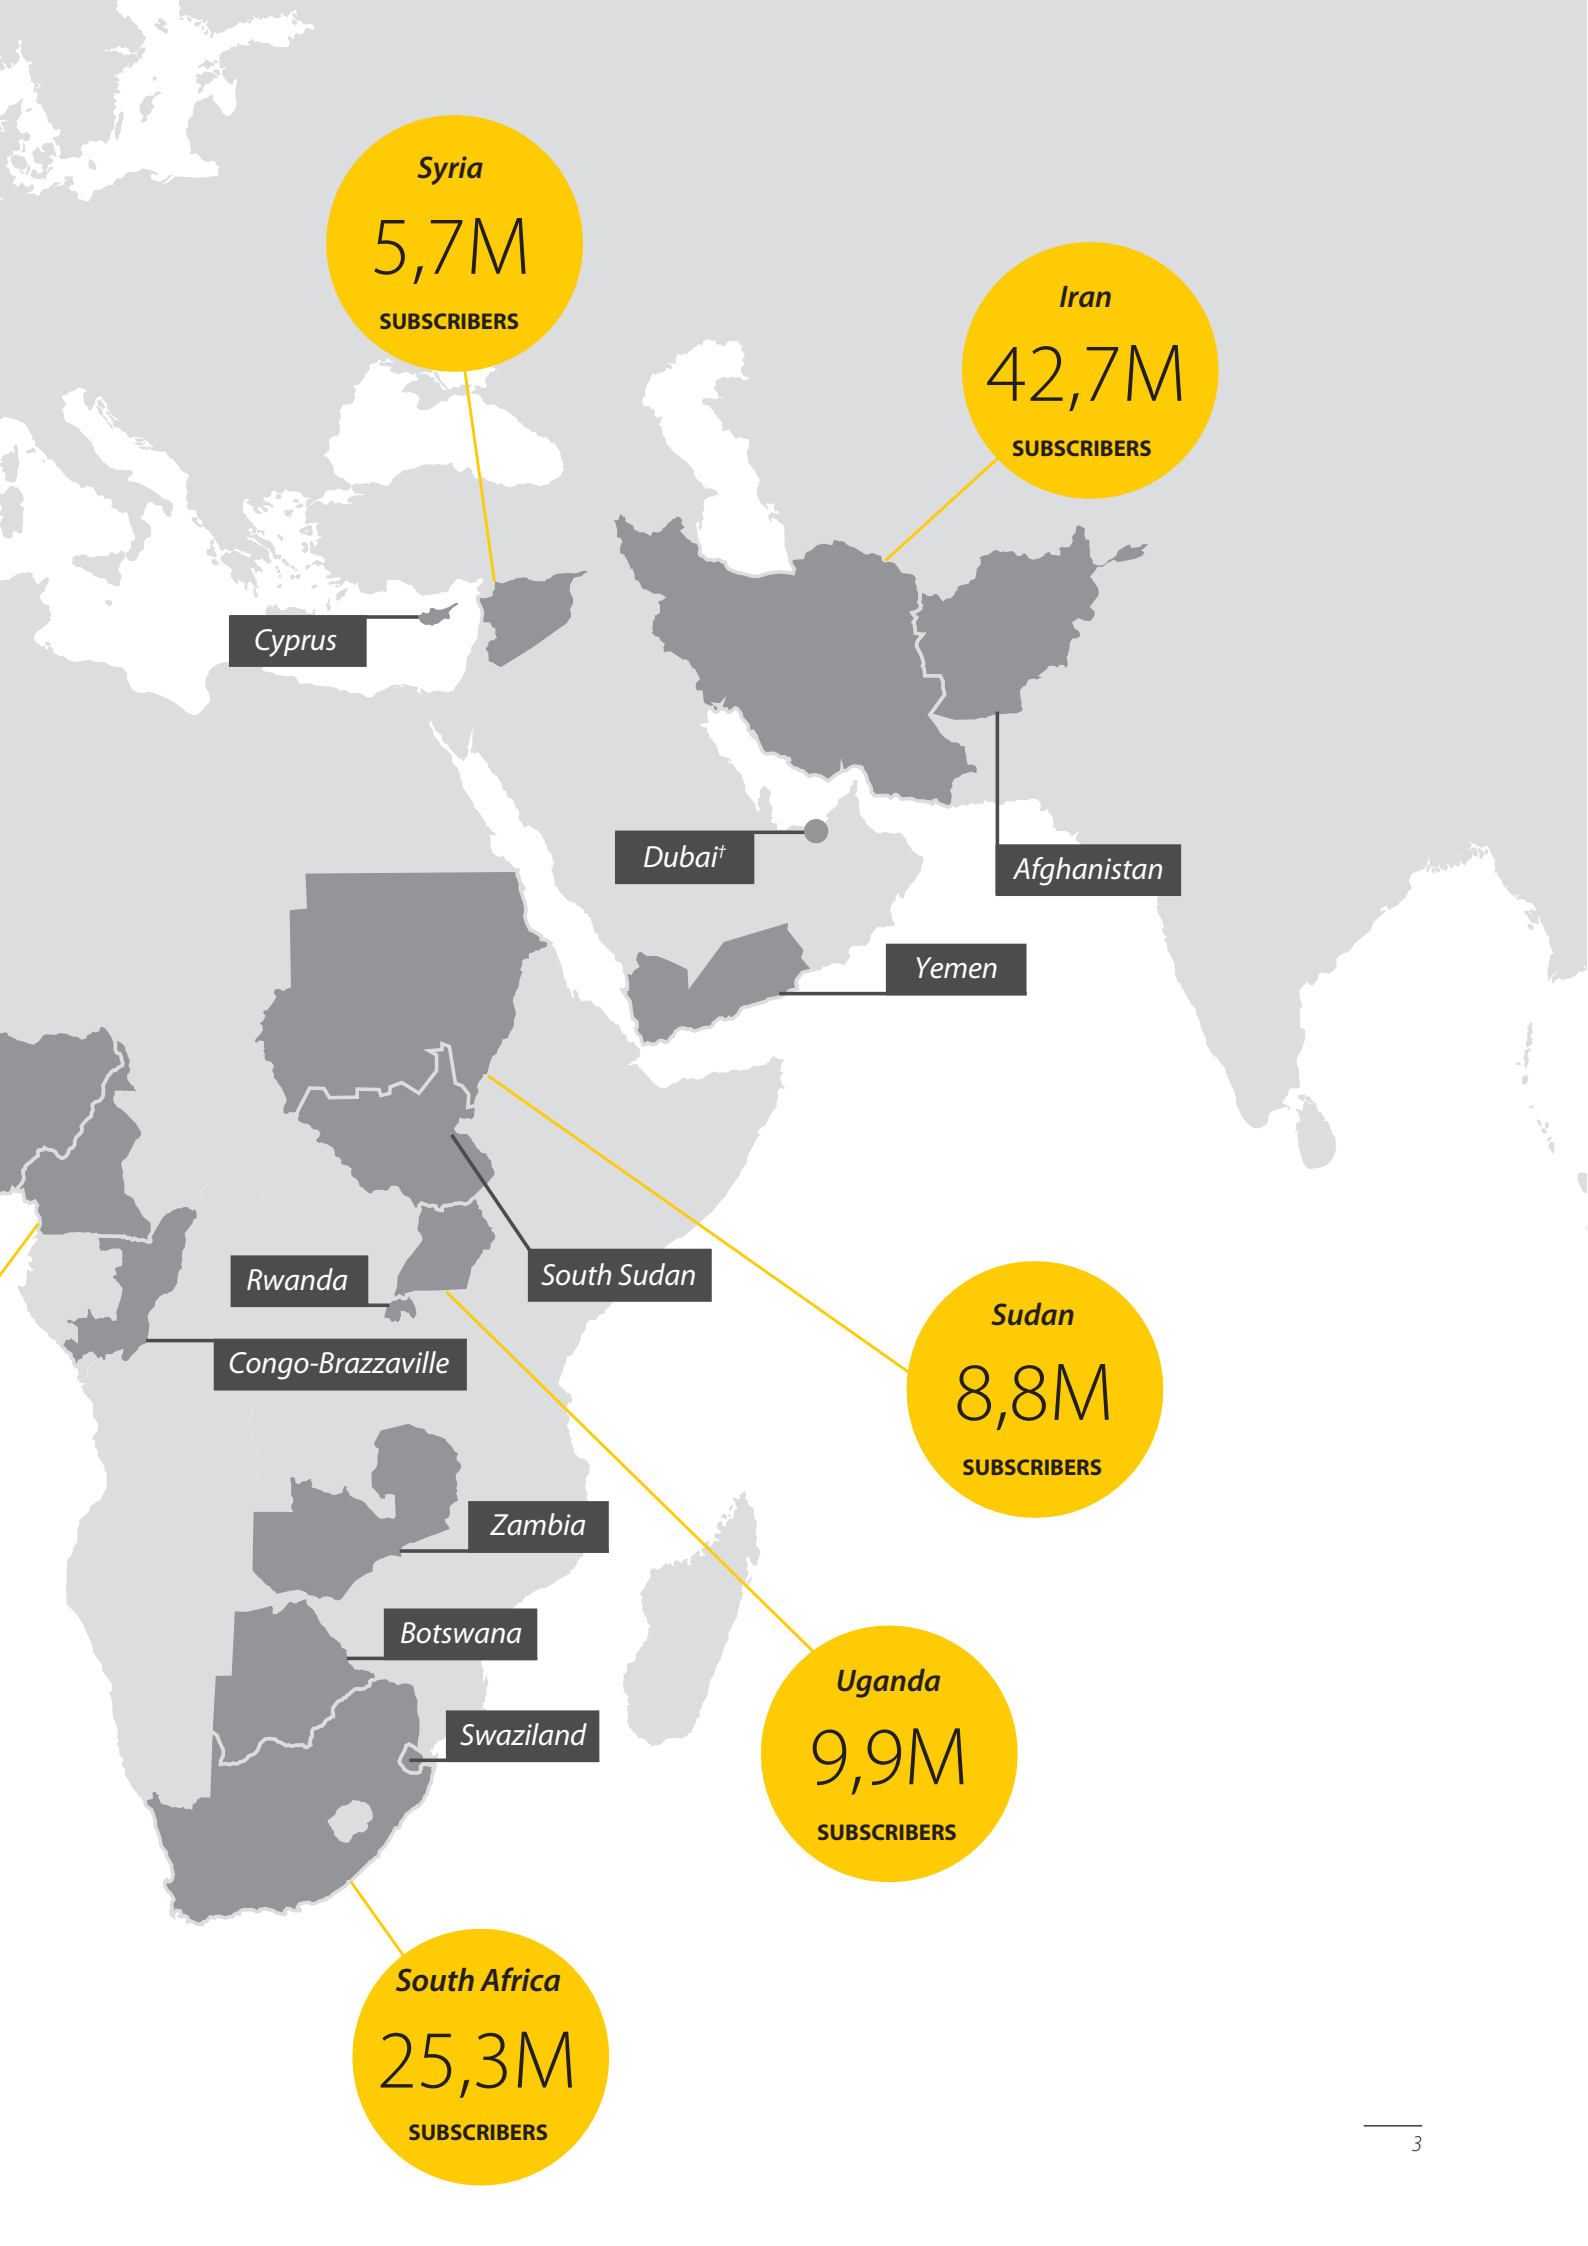 Syria
5,7M
SUBSCRIBERS
Iran
42,7M
SUBSCRIBERS
Cyprus
Dubai†
Afghanistan
Yemen
South Sudan
Rwanda
Congo-Brazzaville
Sudan
8,8M
SUBSCRIBERS
Zambia
Botswana
Uganda
9,9M
SUBSCRIBERS
Swaziland
South Africa
25,3M
SUBSCRIBERS
3